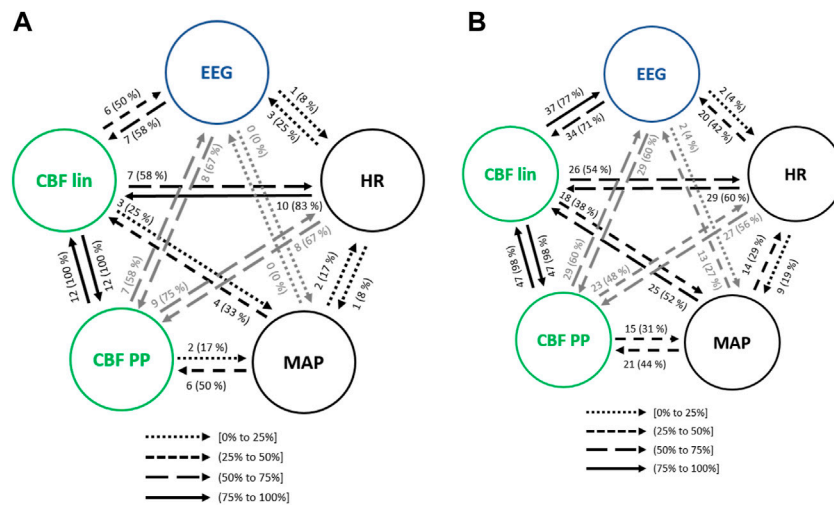 A
EEG
6 (50 %)
7 (58 %)
1 (8 %)
3 (25 %)
CBF lin
HR
7 (58 %)
10 (83 %)
0 (0 %)
8 (67 %)
3 (25 %)
8 (67 %)
12 (100 %)
12 (100 %)
7 (58 %)
9 (75 %)
0 (0 %)
4 (33 %)
2 (17 %)
1 (8 %)
CBF PP
MAP
2 (17 %)
6 (50 %)
[0% to 25%]
(25% to 50%]
(50% to 75%]
(75% to 100%]
B
EEG
37 (77 %)
34 (71 %)
2 (4 %)
20 (42 %)
CBF lin
HR
26 (54 %)
29 (60 %)
2 (4 %)
29 (60 %)
18 (38 %)
27 (56 %)
47 (98 %)
47 (98 %)
29 (60 %)
23 (48 %)
25 (52 %)
13 (27 %)
14 (29 %)
9 (19 %)
CBF PP
MAP
15 (31 %)
21 (44 %)
[0% to 25%]
(25% to 50%]
(50% to 75%]
(75% to 100%]